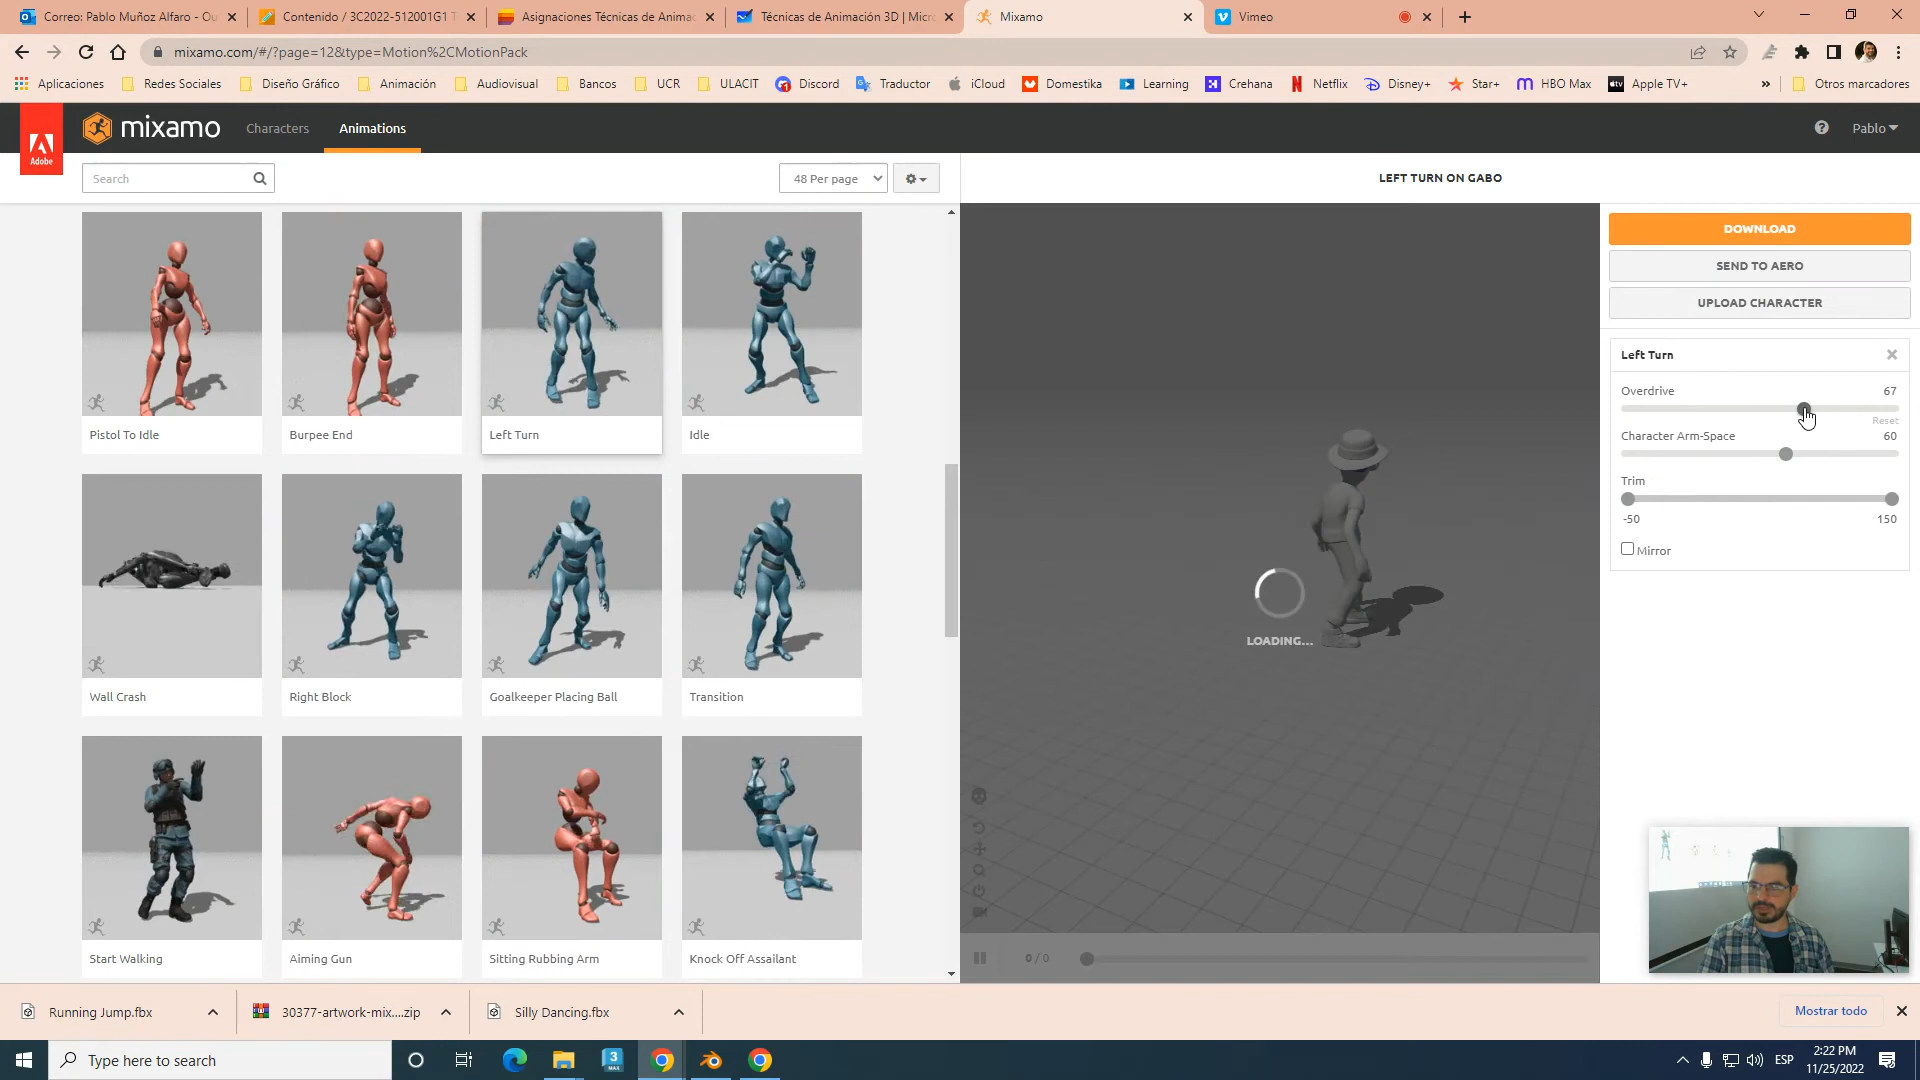 Correo: Pablo Muñoz Alfaro - Ou
Contenido / 3C2022-512001G1 T
Asignaciones Técnicas de Animac
Técnicas de Animación 3D | Micro
Mixamo
Vimeo
mixamo.com/#/?page=12&type=Motion%2CMotionPack
Aplicaciones
Redes Sociales
Diseño Gráfico
Animación
Audiovisual
Bancos
UCR
ULACIT
Discord
Traductor
iCloud
Domestika
Learning
Crehana
Netflix
Disney+
Star+
HBO Max
Apple TV+
»
Otros marcadores
Adobe
mixamo
Characters
Animations
Pablo
Search
48 Per page
LEFT TURN ON GABO
DOWNLOAD
SEND TO AERO
UPLOAD CHARACTER
Left Turn
Overdrive 67
Reset
Character Arm-Space 60
Trim
-50 150
Mirror
Pistol To Idle
Burpee End
Left Turn
Idle
Wall Crash
Right Block
Goalkeeper Placing Ball
Transition
Start Walking
Aiming Gun
Sitting Rubbing Arm
Knock Off Assailant
LOADING...
0 / 0
Running Jump.fbx
30377-artwork-mix....zip
Silly Dancing.fbx
Mostrar todo
Type here to search
3
MAX
ESP
2:22 PM
11/25/2022